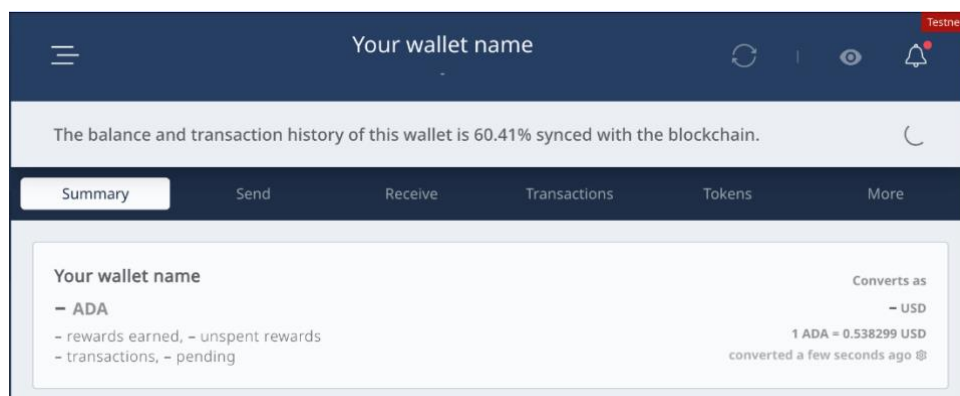 Testne
Your wallet name
-
The balance and transaction history of this wallet is 60.41% synced with the blockchain.
Summary Send Receive Transactions Tokens More
Your wallet name
Converts as
– ADA
– USD
– rewards earned, – unspent rewards
1 ADA = 0.538299 USD
– transactions, – pending
converted a few seconds ago